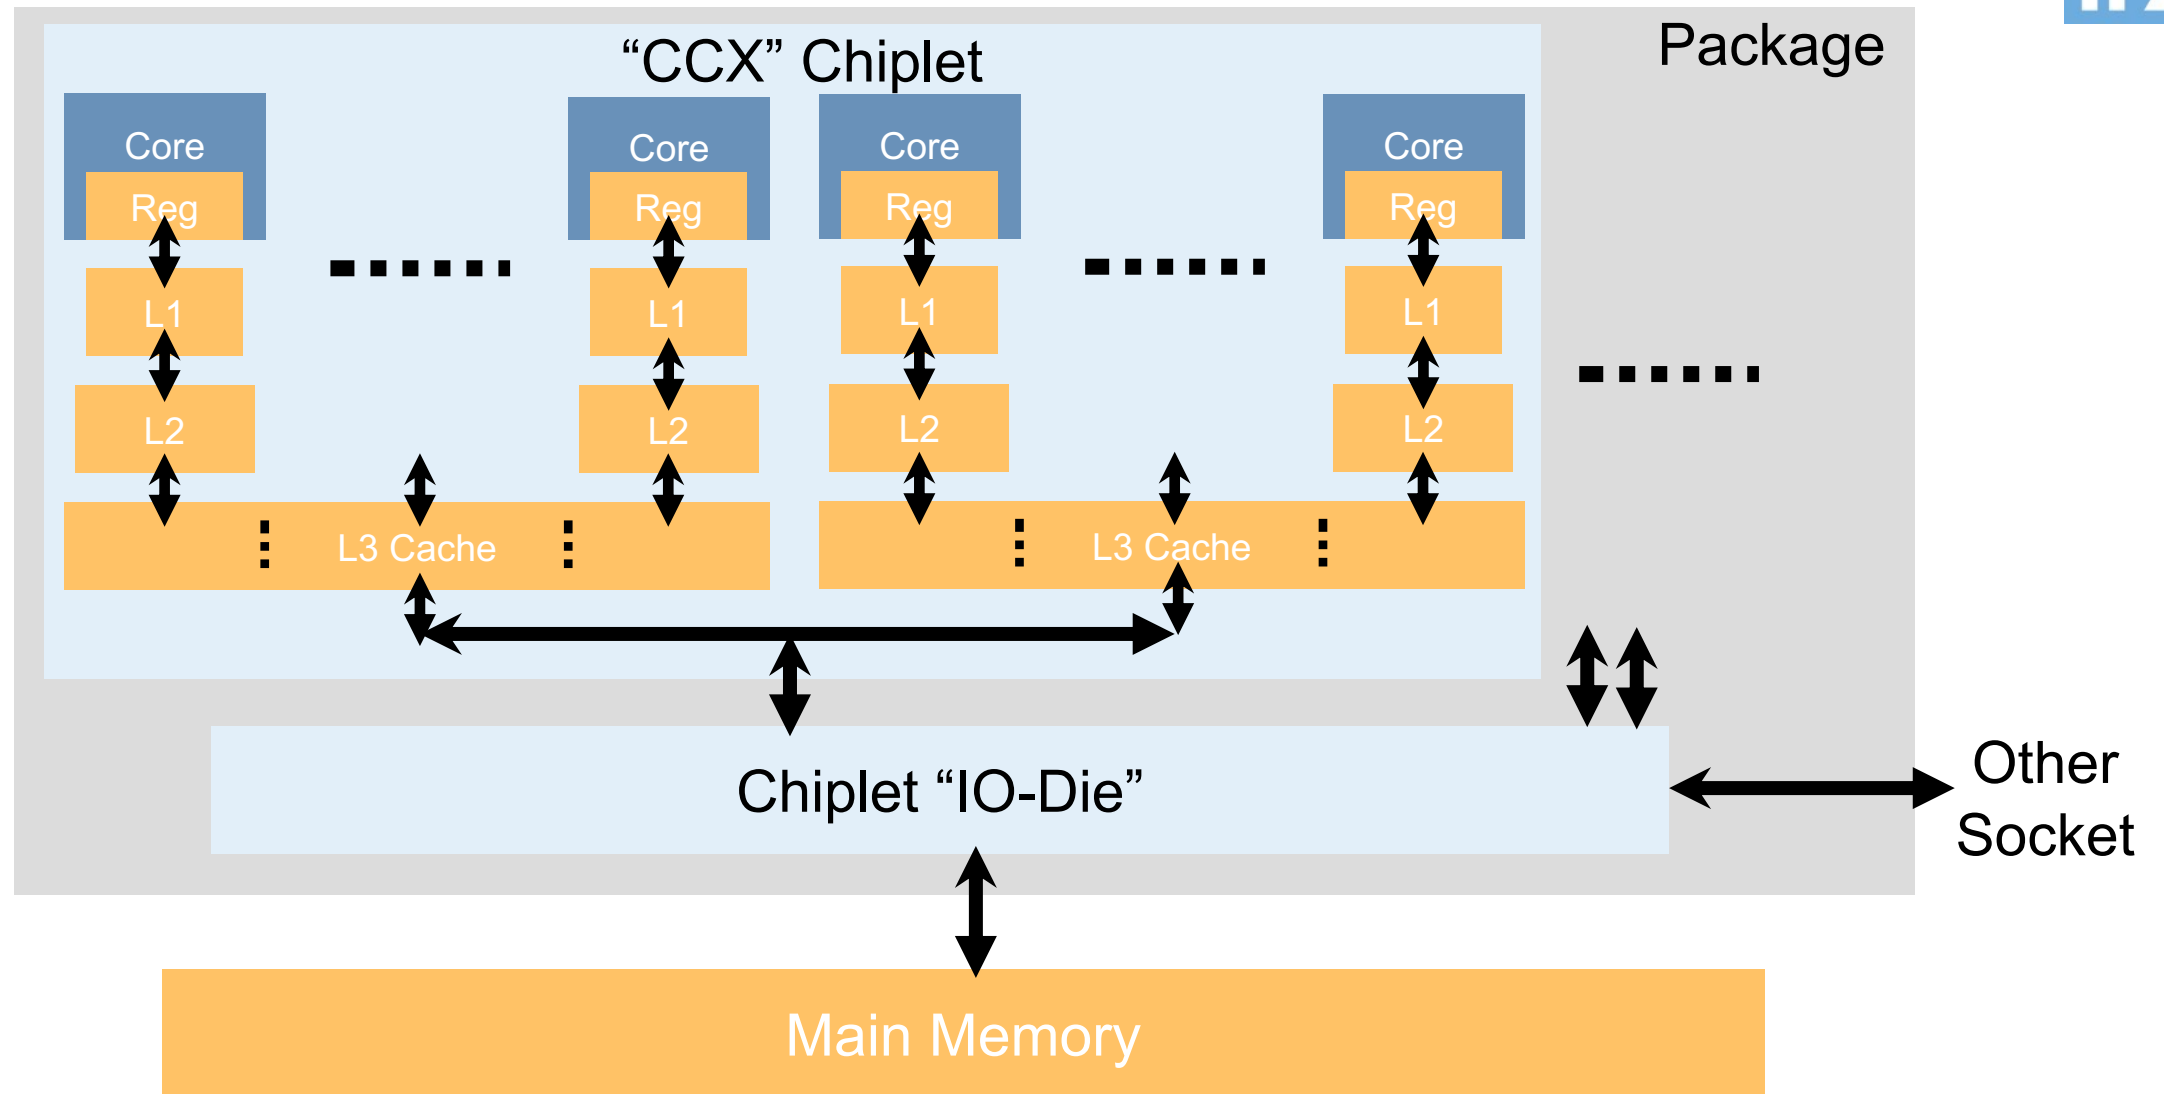 “CCX” Chiplet
Package
Core
Core
Core
Core
Reg
Reg
Reg
Reg
L1
L1
L1
L1
L2
L2
L2
L2
L3 Cache
L3 Cache
Chiplet “IO-Die”
Other
Socket
Main Memory